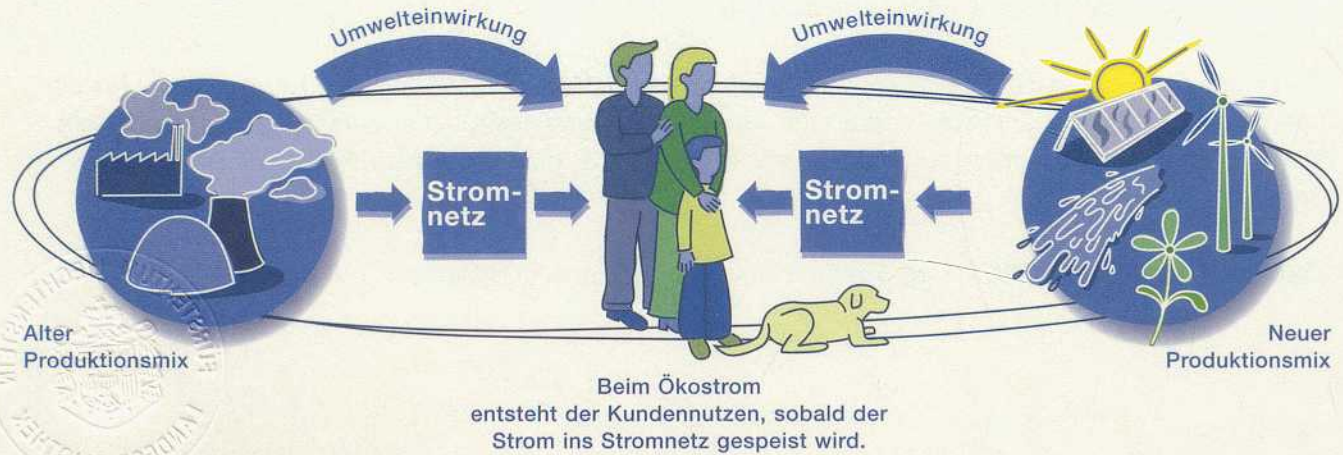 Umwelteinwirkung
Umwelteinwirkung
Strom-
netz
Strom-
netz
Alter
Produktionsmix
Neuer
Produktionsmix
Beim Ökostrom
entsteht der Kundennutzen, sobald der
Strom ins Stromnetz gespeist wird.